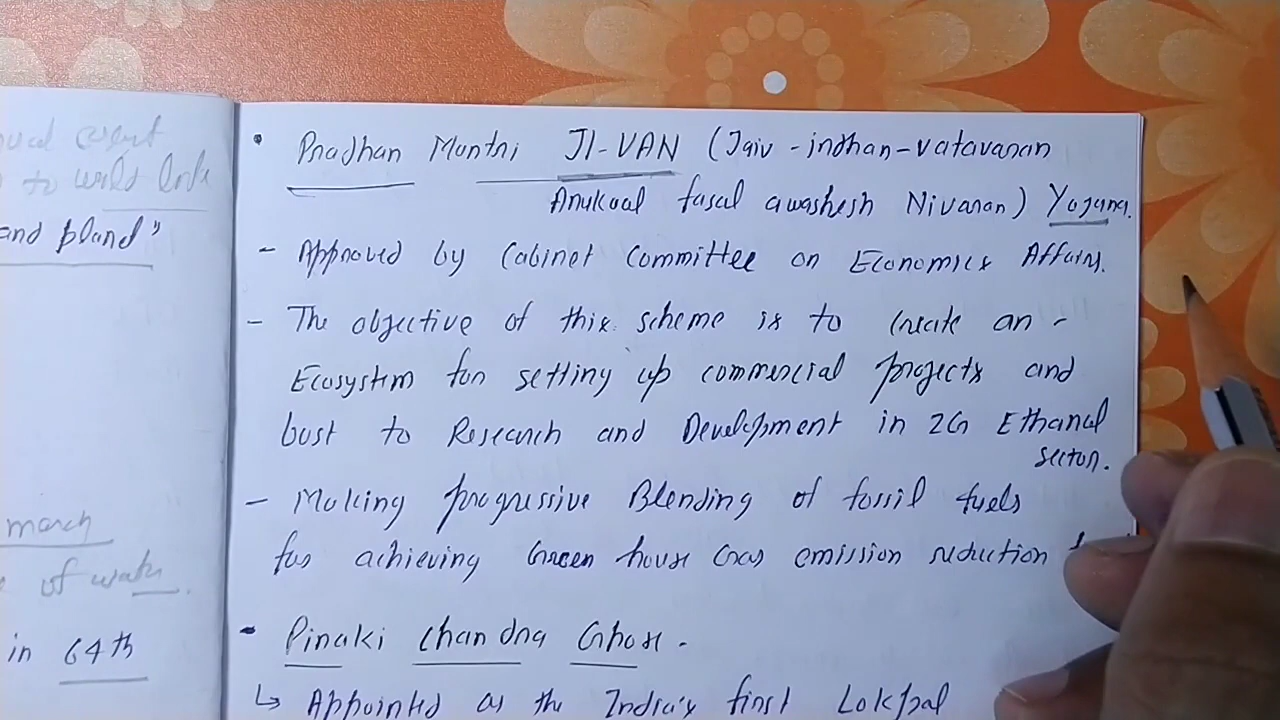 and bland"
march
of water.
in 64th
• Pradhan Mantri JI-VAN (Jaiv-indhan-vatavaran
Anukool fasal awashesh Nivaran) Yojana.
- Approved by Cabinet Committee on Economics Affairs.
- The objective of this scheme is to create an -
Ecosystem for setting up commercial projects and
bust to Research and Development in 2G Ethanol
sector.
- Making progressive Blending of fossil fuels
for achieving Green house Gas emission reduction
• Pinaki Chandra Ghose -
↳ Appointed as the India's first Lokpal